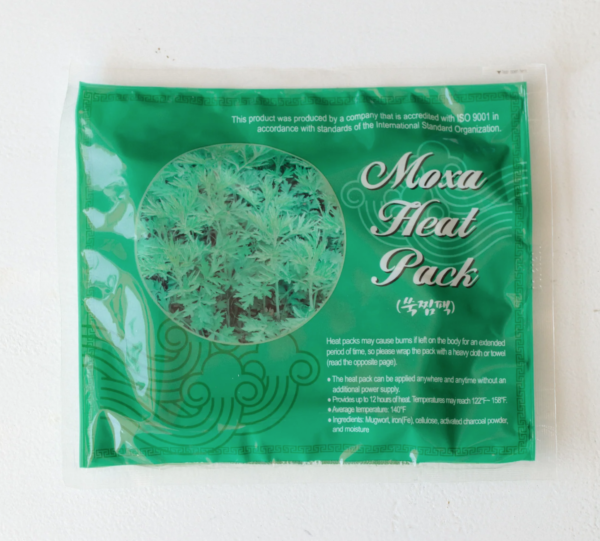 This product was produced by a company that is accredited with ISO 9001 in
accordance with standards of the International Standard Organization.
Moxa
Heat
Pack
(쑥찜팩)
Heat packs may cause burns if left on the body for an extended
period of time, so please wrap the pack with a heavy cloth or towel
(read the opposite page).
● The heat pack can be applied anywhere and anytime without an
additional power supply.
● Provides up to 12 hours of heat. Temperatures may reach 122°F~ 158°F.
● Average temperature: 140°F
● Ingredients: Mugwort, iron(Fe), cellulose, activated charcoal powder,
and moisture